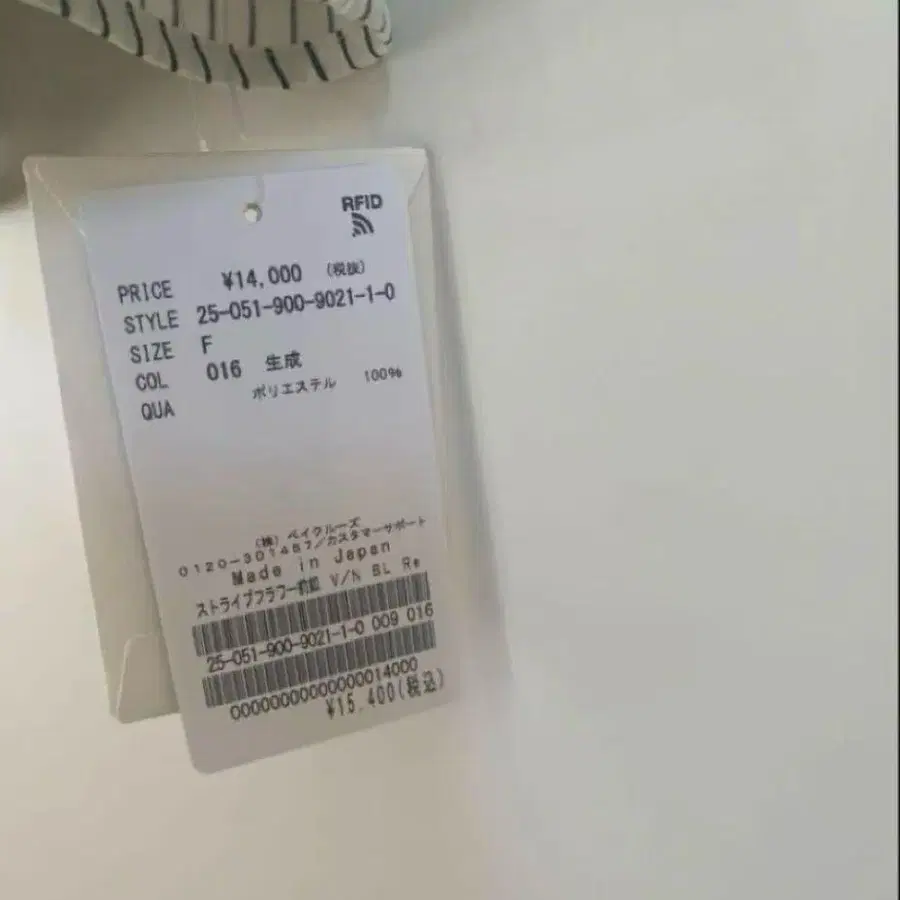 RFID
PRICE ¥14,000 (税抜)
STYLE 25-051-900-9021-1-0
SIZE F
COL 016 生成
QUA ポリエステル 100%
(株) ベイクルーズ
0120-301457/カスタマーサポート
Made in Japan
ストライプフラワー前釦 V/N BL Re
25-051-900-9021-1-0 009 016
00000000000000014000
¥15,400(税込)